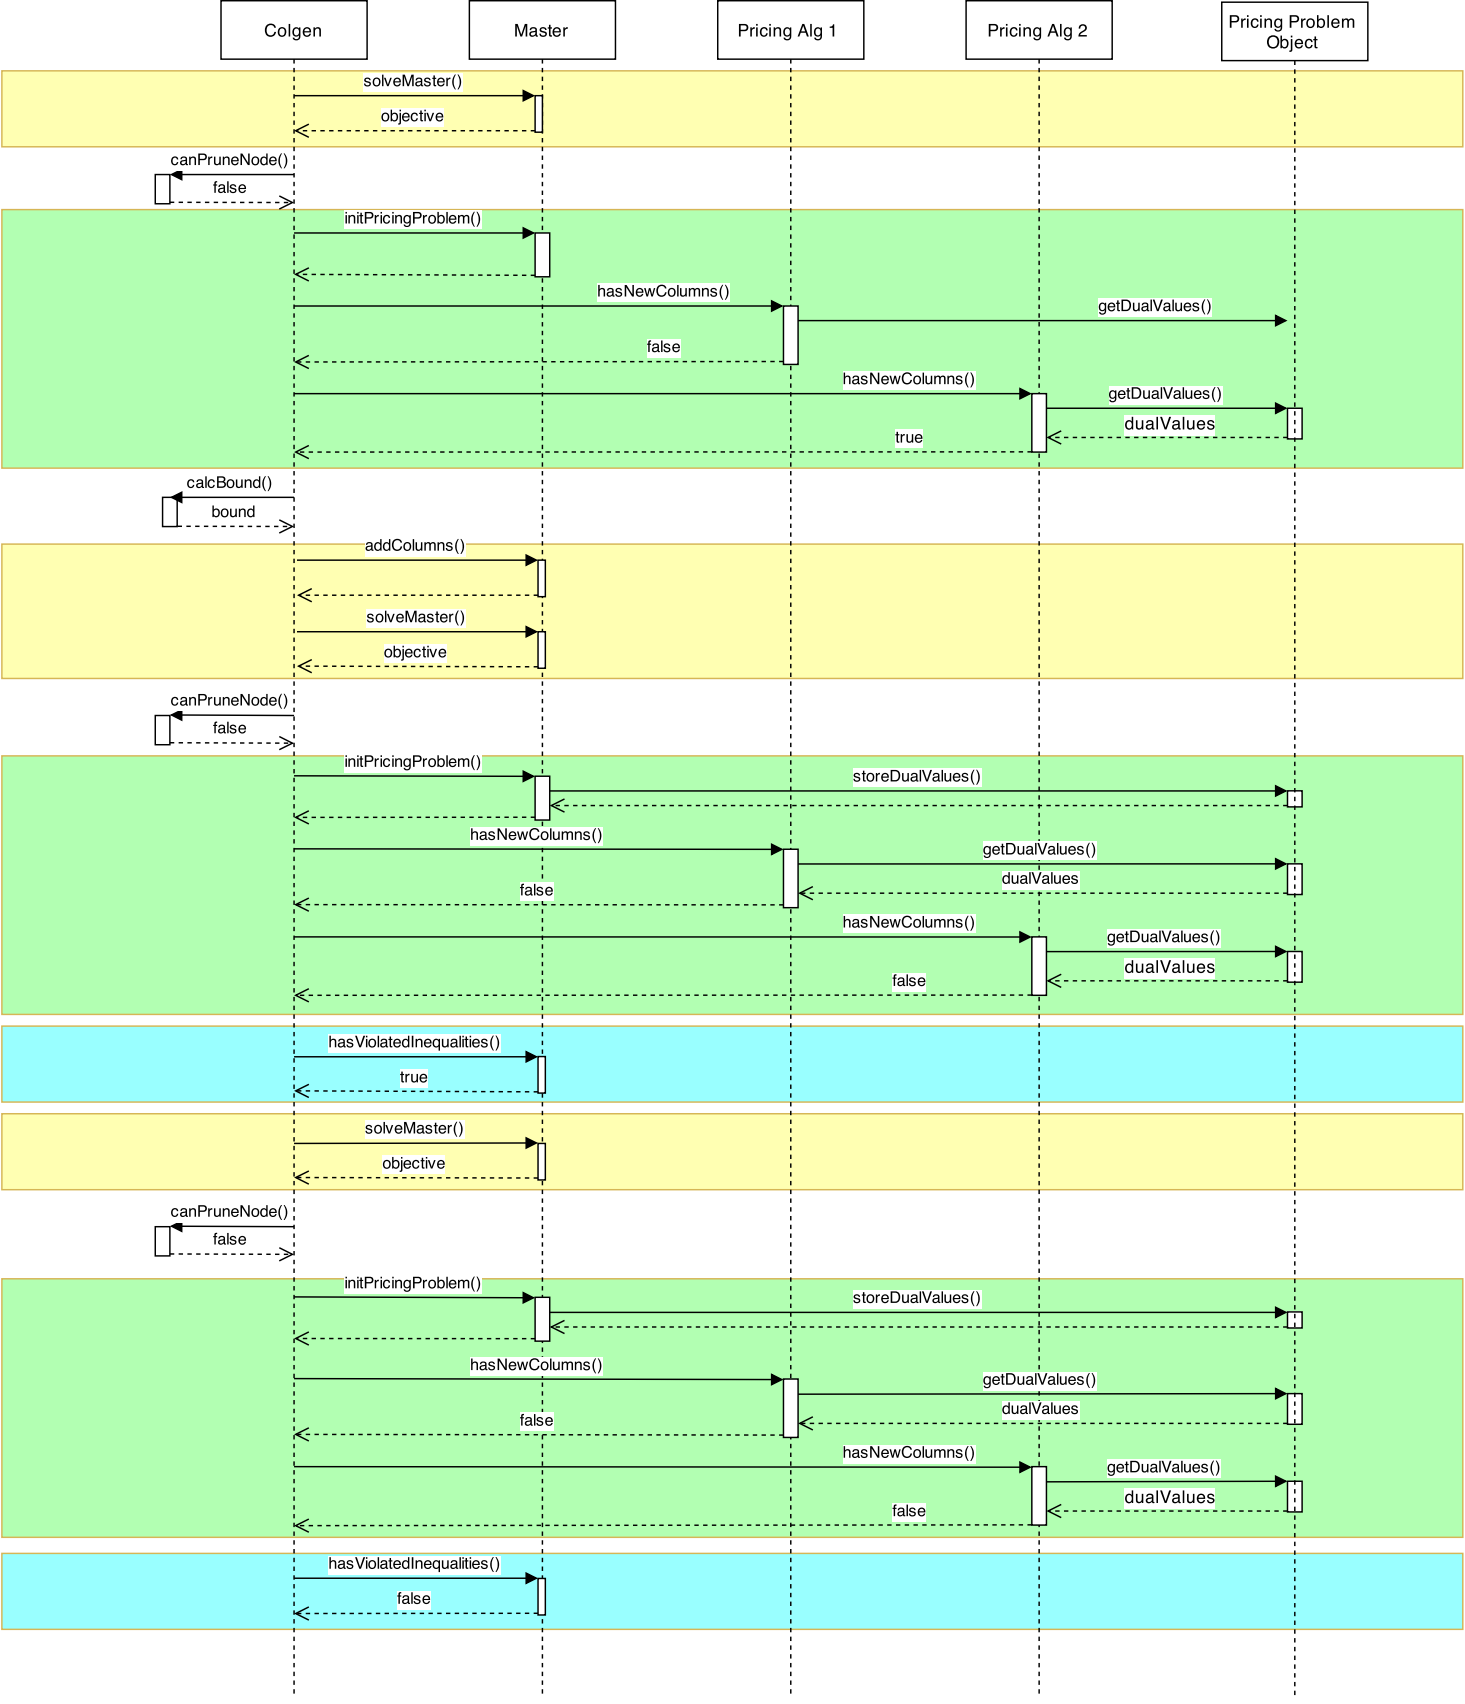 Colgen
Master
Pricing Alg 1
Pricing Alg 2
Pricing Problem
Object
solveMaster()
objective
canPruneNode()
false
initPricingProblem()
hasNewColumns()
getDualValues()
false
hasNewColumns()
getDualValues()
dualValues
true
calcBound()
bound
addColumns()
solveMaster()
objective
canPruneNode()
false
initPricingProblem()
storeDualValues()
hasNewColumns()
getDualValues()
dualValues
false
hasNewColumns()
getDualValues()
dualValues
false
hasViolatedInequalities()
true
solveMaster()
objective
canPruneNode()
false
initPricingProblem()
storeDualValues()
hasNewColumns()
getDualValues()
dualValues
false
hasNewColumns()
getDualValues()
dualValues
false
hasViolatedInequalities()
false